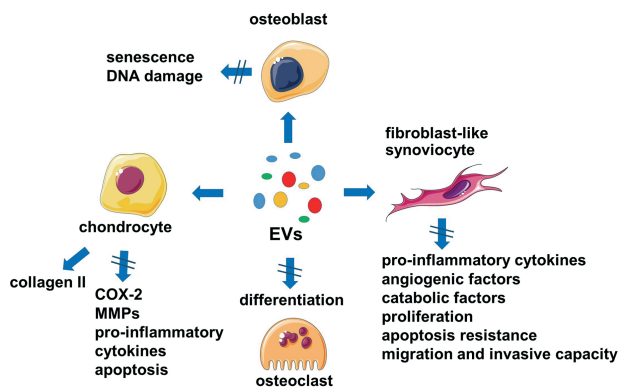 osteoblast
senescence
DNA damage
fibroblast-like
synoviocyte
chondrocyte
EVs
collagen II
COX-2
MMPs
pro-inflammatory
cytokines
apoptosis
differentiation
osteoclast
pro-inflammatory cytokines
angiogenic factors
catabolic factors
proliferation
apoptosis resistance
migration and invasive capacity